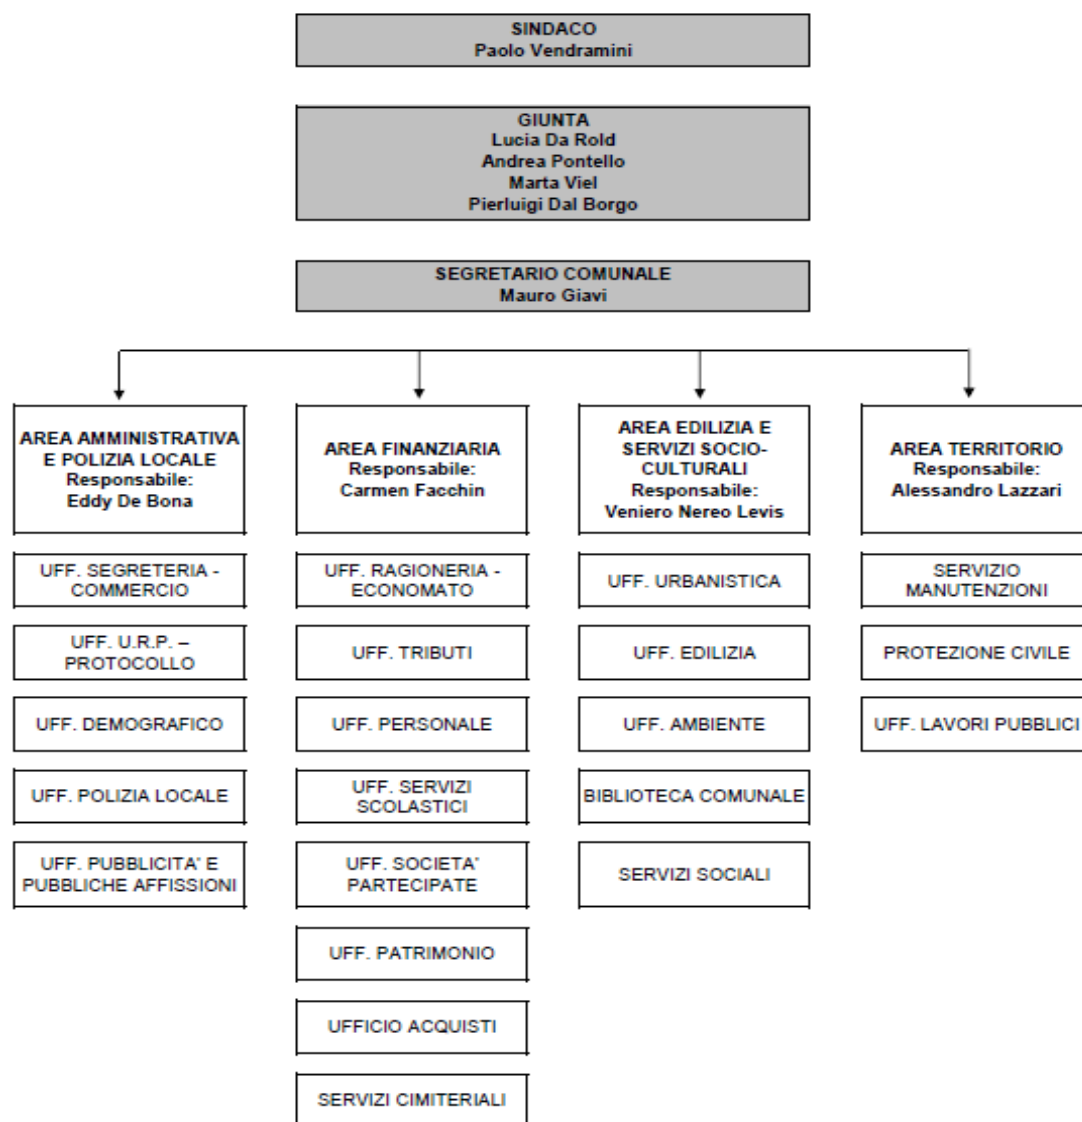 SINDACO
Paolo Vendramini
GIUNTA
Lucia Da Rold
Andrea Pontello
Marta Viel
Pierluigi Dal Borgo
SEGRETARIO COMUNALE
Mauro Giavi
AREA AMMINISTRATIVA
E POLIZIA LOCALE
Responsabile:
Eddy De Bona
UFF. SEGRETERIA -
COMMERCIO
UFF. U.R.P. –
PROTOCOLLO
UFF. DEMOGRAFICO
UFF. POLIZIA LOCALE
UFF. PUBBLICITA' E
PUBBLICHE AFFISSIONI
AREA FINANZIARIA
Responsabile:
Carmen Facchin
UFF. RAGIONERIA -
ECONOMATO
UFF. TRIBUTI
UFF. PERSONALE
UFF. SERVIZI
SCOLASTICI
UFF. SOCIETA'
PARTECIPATE
UFF. PATRIMONIO
UFFICIO ACQUISTI
SERVIZI CIMITERIALI
AREA EDILIZIA E
SERVIZI SOCIO-
CULTURALI
Responsabile:
Veniero Nereo Levis
UFF. URBANISTICA
UFF. EDILIZIA
UFF. AMBIENTE
BIBLIOTECA COMUNALE
SERVIZI SOCIALI
AREA TERRITORIO
Responsabile:
Alessandro Lazzari
SERVIZIO
MANUTENZIONI
PROTEZIONE CIVILE
UFF. LAVORI PUBBLICI